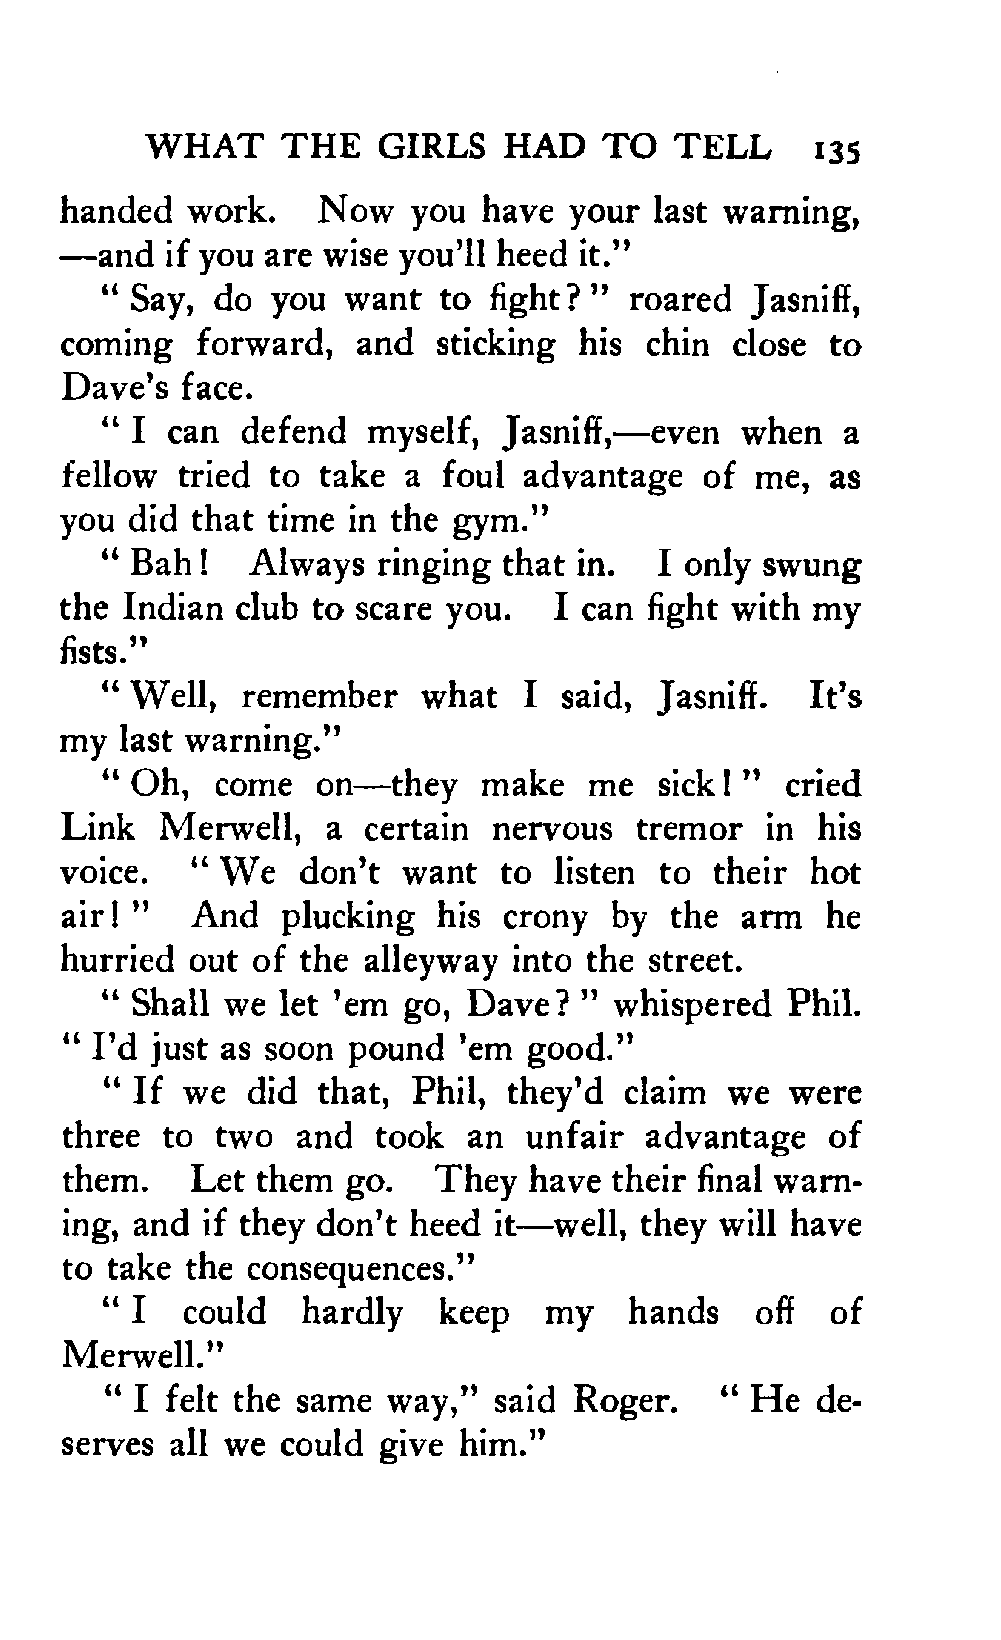 WHAT THE GIRLS HAD TO TELL 135
handed work. Now you have your last warning,
—and if you are wise you'll heed it."
" Say, do you want to fight? " roared Jasniff,
coming forward, and sticking his chin close to
Dave's face.
" I can defend myself, Jasniff,—even when a
fellow tried to take a foul advantage of me, as
you did that time in the gym."
" Bah! Always ringing that in. I only swung
the Indian club to scare you. I can fight with my
fists."
" Well, remember what I said, Jasniff. It's
my last warning."
" Oh, come on—they make me sick! " cried
Link Merwell, a certain nervous tremor in his
voice. " We don't want to listen to their hot
air! " And plucking his crony by the arm he
hurried out of the alleyway into the street.
" Shall we let 'em go, Dave? " whispered Phil.
" I'd just as soon pound 'em good."
" If we did that, Phil, they'd claim we were
three to two and took an unfair advantage of
them. Let them go. They have their final warn-
ing, and if they don't heed it—well, they will have
to take the consequences."
" I could hardly keep my hands off of
Merwell."
" I felt the same way," said Roger. " He de-
serves all we could give him."